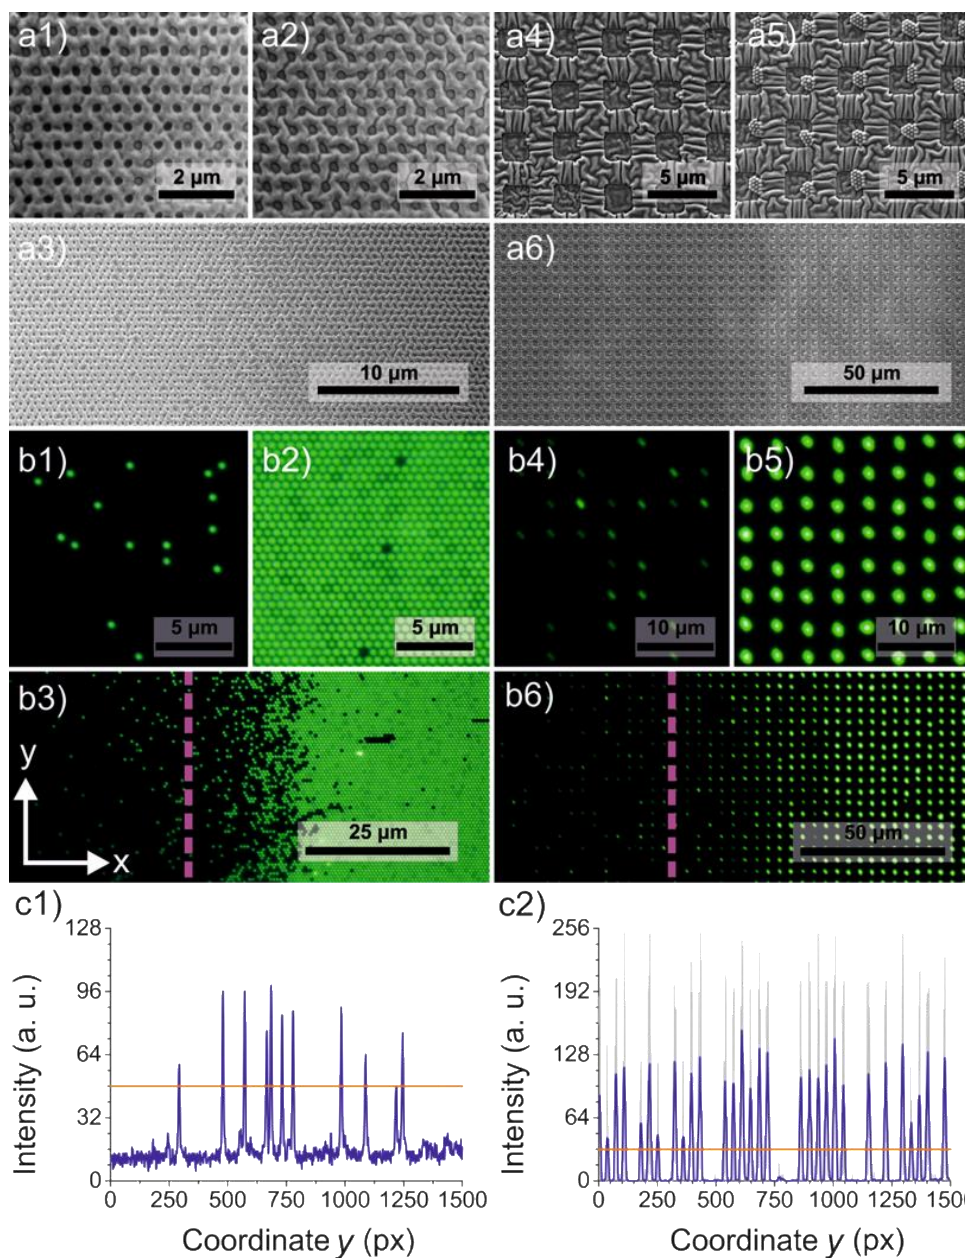 a1) a2) a4) a5)
2 µm 2 µm 5 µm 5 µm
a3) a6)
10 µm 50 µm
b1) b2) b4) b5)
5 µm 5 µm 10 µm 10 µm
b3) b6)
y
25 µm 50 µm
x
c1) c2)
128 256
96 192
64 128
32 64
0 0
Intensity (a. u.) Intensity (a. u.)
0 250 500 750 1000 1250 1500 0 250 500 750 1000 1250 1500
Coordinate y (px) Coordinate y (px)